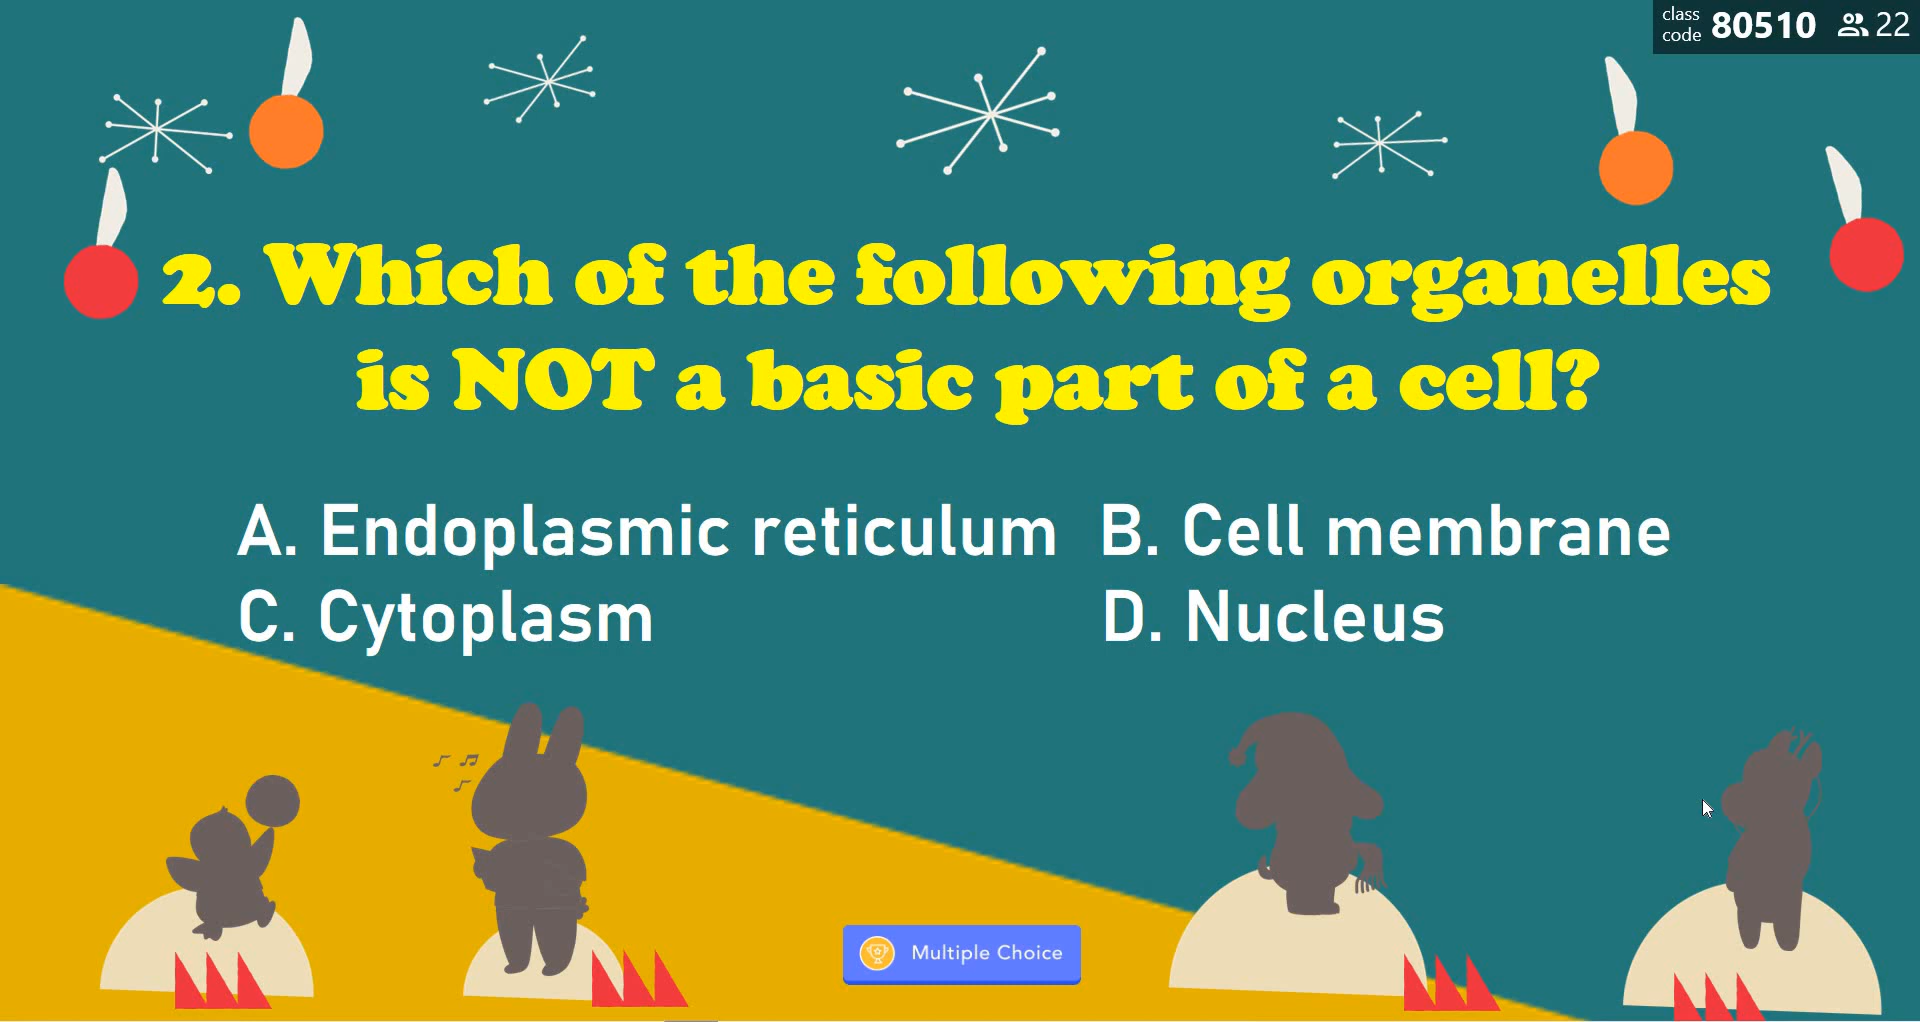 class code 80510 22
2. Which of the following organelles
is NOT a basic part of a cell?
A. Endoplasmic reticulum B. Cell membrane
C. Cytoplasm D. Nucleus
Multiple Choice